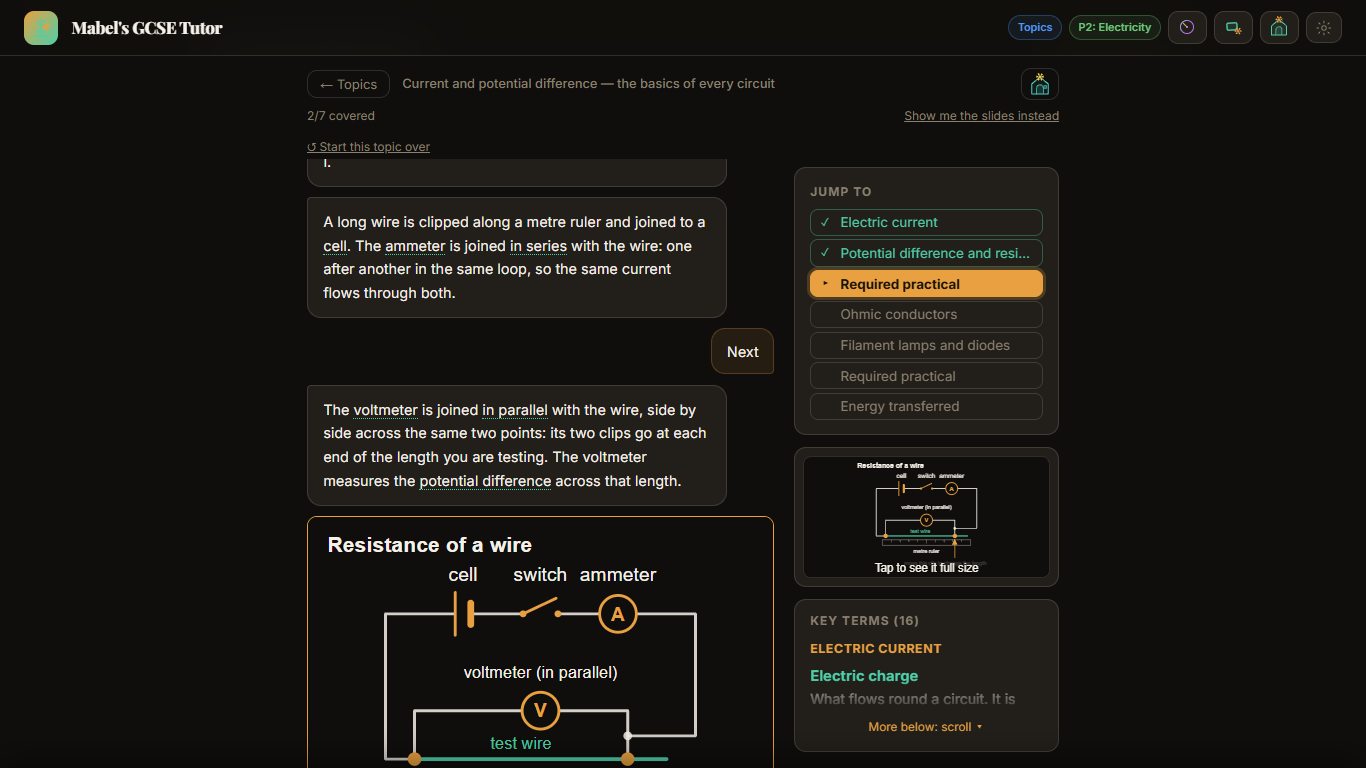 Mabel's GCSE Tutor
Topics
P2: Electricity
← Topics
Current and potential difference — the basics of every circuit
2/7 covered
Show me the slides instead
↺ Start this topic over
I.
A long wire is clipped along a metre ruler and joined to a
cell. The ammeter is joined in series with the wire: one
after another in the same loop, so the same current
flows through both.
Next
The voltmeter is joined in parallel with the wire, side by
side across the same two points: its two clips go at each
end of the length you are testing. The voltmeter
measures the potential difference across that length.
Resistance of a wire
cell switch ammeter
A
voltmeter (in parallel)
V
test wire
JUMP TO
✓ Electric current
✓ Potential difference and resi...
▸ Required practical
Ohmic conductors
Filament lamps and diodes
Required practical
Energy transferred
Resistance of a wire
cell switch ammeter
A
voltmeter (in parallel)
V
test wire
metre ruler
Tap to see it full size
KEY TERMS (16)
ELECTRIC CURRENT
Electric charge
What flows round a circuit. It is
More below: scroll ▾